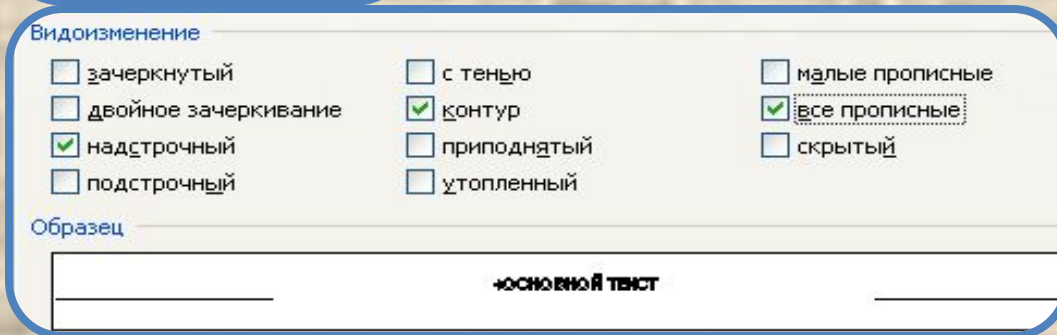 Видоизменение
зачеркнутый с тенью малые прописные
двойное зачеркивание контур все прописные
надстрочный приподнятый скрытый
подстрочный утопленный
Образец
+ОСНОВНОЙ ТЕКСТ